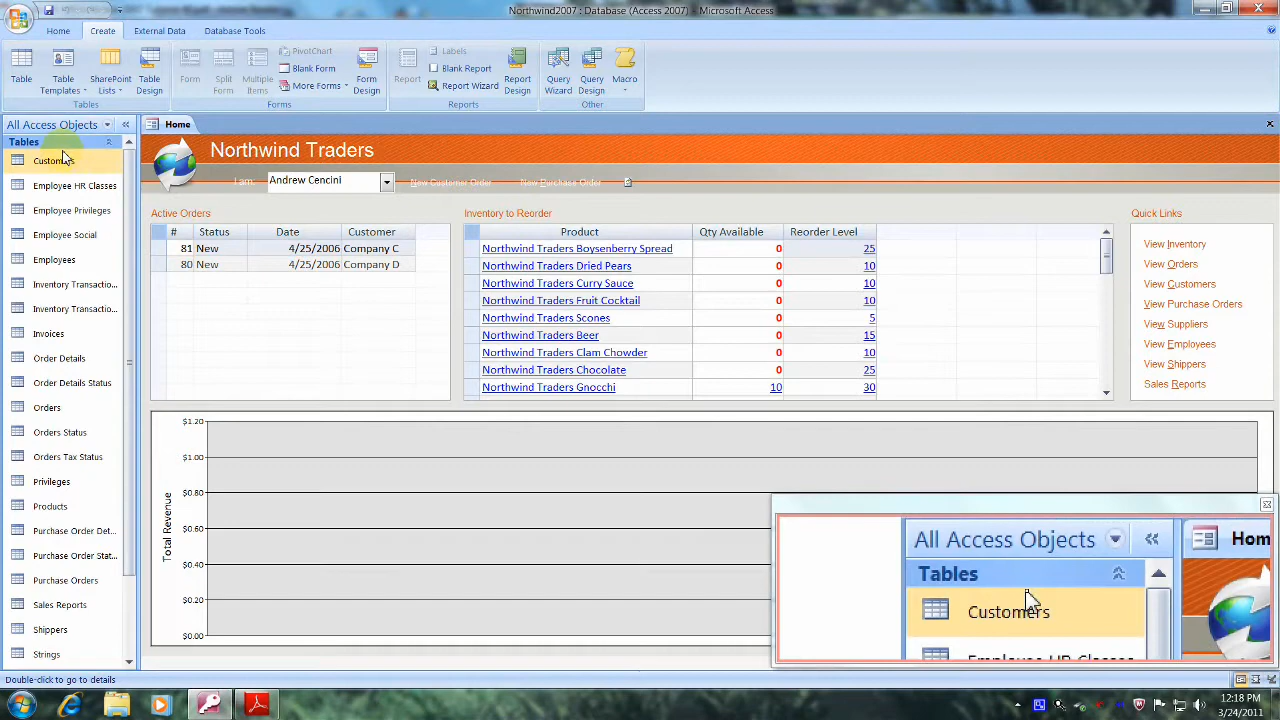 Northwind2007 : Database (Access 2007) - Microsoft Access
Home Create External Data Database Tools
Table Table Templates SharePoint Lists Table Design
Form Split Form Multiple Items PivotChart Blank Form More Forms Form Design
Report Labels Blank Report Report Wizard Report Design
Query Wizard Query Design Macro
Tables Forms Reports Other
All Access Objects
Tables
Customers
Employee HR Classes
Employee Privileges
Employee Social
Employees
Inventory Transactio...
Inventory Transactio...
Invoices
Order Details
Order Details Status
Orders
Orders Status
Orders Tax Status
Privileges
Products
Purchase Order Det...
Purchase Order Stat...
Purchase Orders
Sales Reports
Shippers
Strings
Home
Northwind Traders
I am: Andrew Cencini New Customer Order New Purchase Order
Active Orders
# Status Date Customer
81 New 4/25/2006 Company C
80 New 4/25/2006 Company D
Inventory to Reorder
Product Qty Available Reorder Level
Northwind Traders Boysenberry Spread 0 25
Northwind Traders Dried Pears 0 10
Northwind Traders Curry Sauce 0 10
Northwind Traders Fruit Cocktail 0 10
Northwind Traders Scones 0 5
Northwind Traders Beer 0 15
Northwind Traders Clam Chowder 0 10
Northwind Traders Chocolate 0 25
Northwind Traders Gnocchi 10 30
Quick Links
View Inventory
View Orders
View Customers
View Purchase Orders
View Suppliers
View Employees
View Shippers
Sales Reports
Total Revenue
$1.20
$1.00
$0.80
$0.60
$0.40
$0.20
$0.00
All Access Objects
Hom
Tables
Customers
Employee HR Classes
Double-click to go to details
12:18 PM
3/24/2011